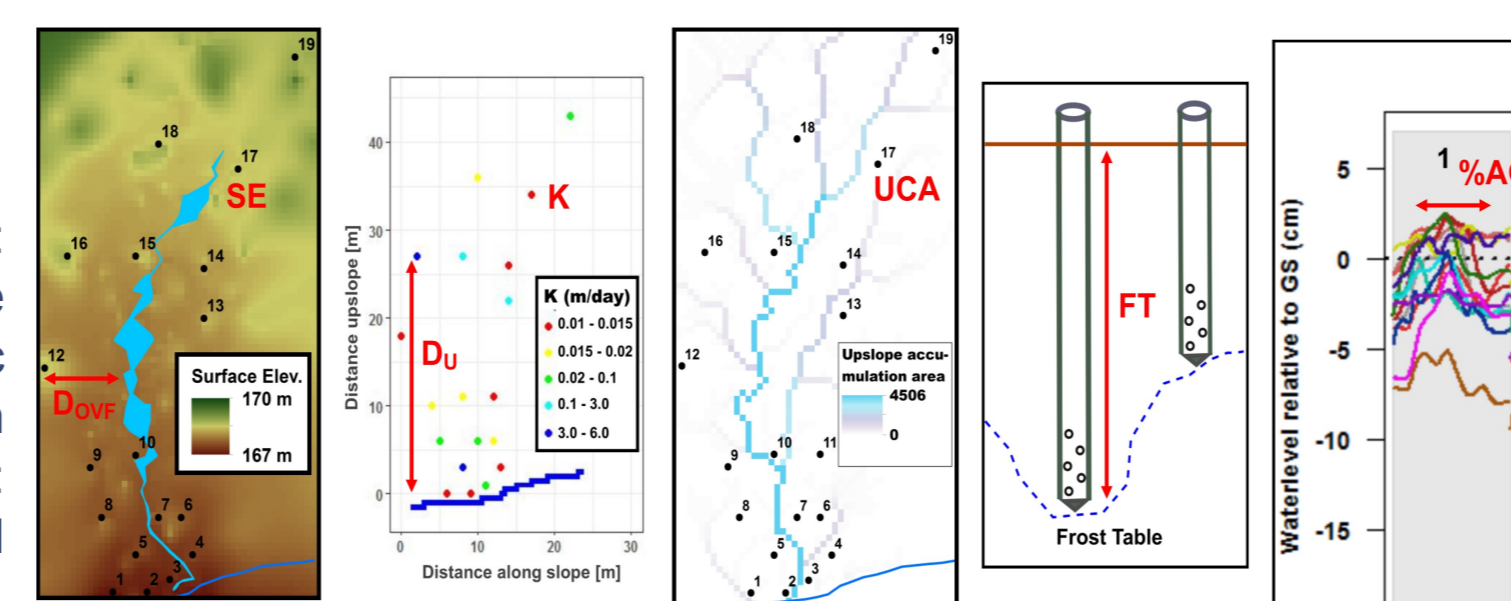 19
18
17
SE
16
15
14
13
12
D_OVF
Surface Elev.
170 m
167 m
10
9
8
7
6
5
4
3
1
2
K
D_U
K (m/day)
0.01 - 0.015
0.015 - 0.02
0.02 - 0.1
0.1 - 3.0
3.0 - 6.0
Distance upslope [m]
40
30
20
10
0
0 10 20 30
Distance along slope [m]
19
18
17
UCA
16
15
14
13
12
Upslope accu-
mulation area
4506
0
10
11
9
8
7
6
5
4
3
1
2
FT
Frost Table
Waterlevel relative to GS (cm)
5
0
-5
-10
-15
1